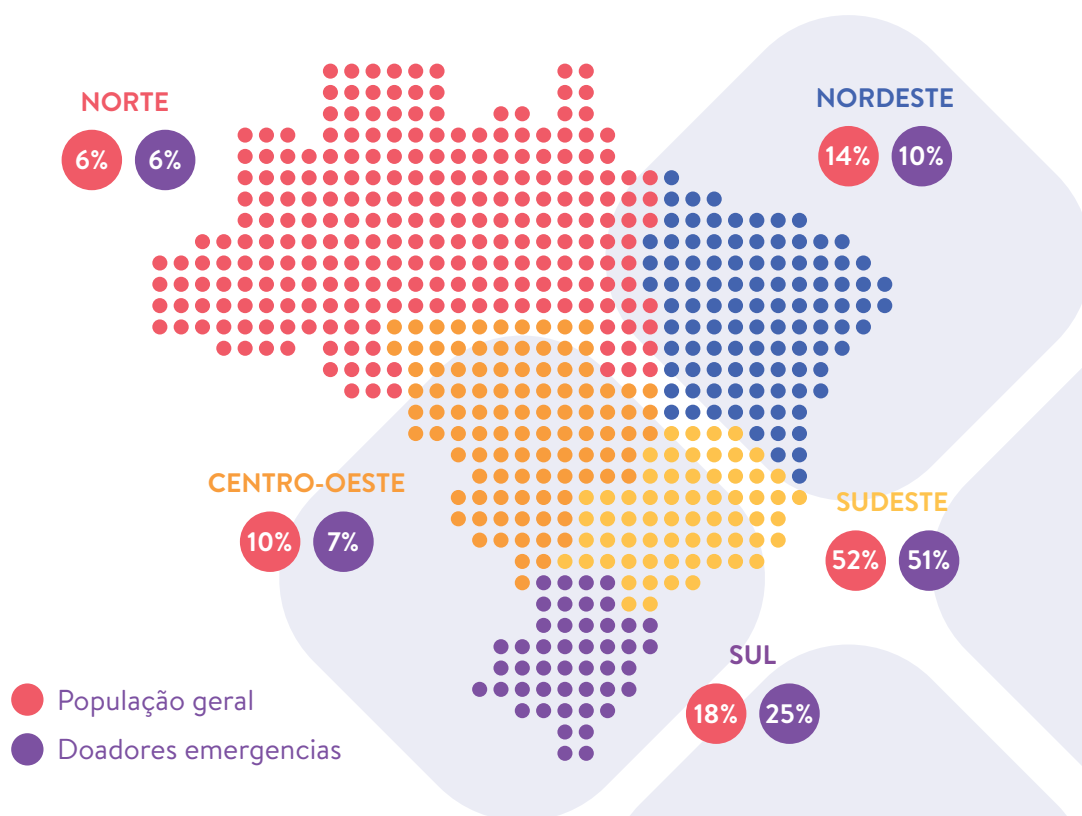 NORTE
6% 6%
NORDESTE
14% 10%
CENTRO-OESTE
10% 7%
SUDESTE
52% 51%
SUL
18% 25%
População geral
Doadores emergencias